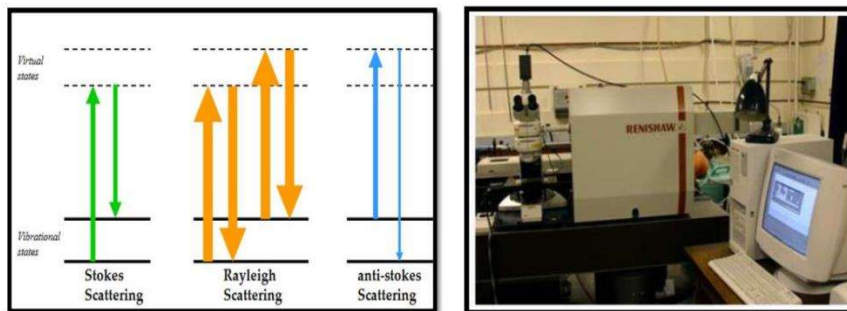 Virtual
states
Vibrational
states
Stokes
Scattering
Rayleigh
Scattering
anti-stokes
Scattering
RENISHAW